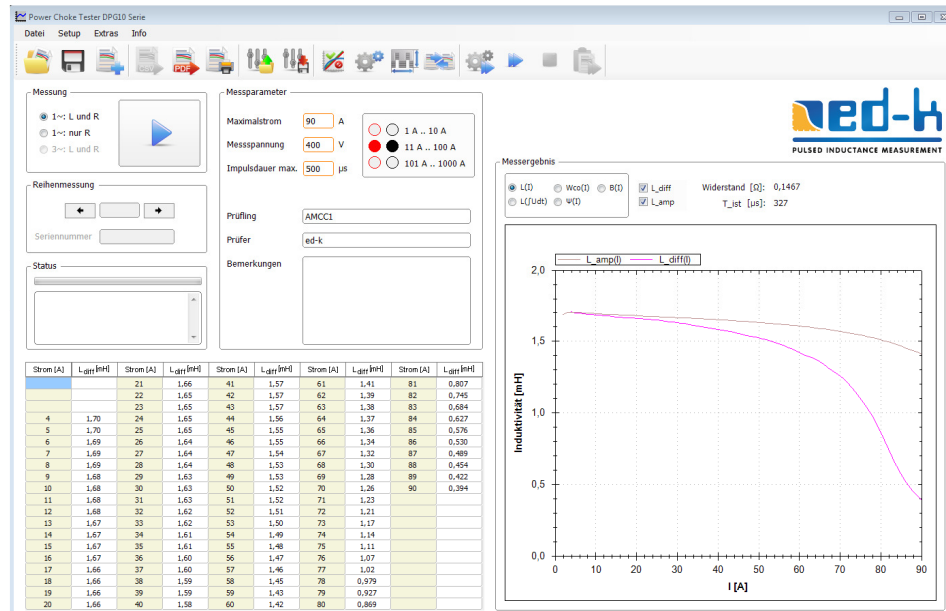 Power Choke Tester DPG10 Serie
Datei Setup Extras Info
PDF
Messung
1~: L und R
1~: nur R
3~: L und R
Reihenmessung
Seriennummer
Status
Messparameter
Maximalstrom 90 A
Messspannung 400 V
Impulsdauer max. 500 µs
1 A .. 10 A
11 A .. 100 A
101 A .. 1000 A
Prüfling AMCC1
Prüfer ed-k
Bemerkungen
ed-k
PULSED INDUCTANCE MEASUREMENT
Messergebnis
L(I) Wco(I) B(I) L_diff Widerstand [Ω]: 0,1467
L(∫Udt) Ψ(I) L_amp T_ist [µs]: 327
L_amp(I) L_diff(I)
2,0
1,5
1,0
0,5
0,0
Induktivität [mH]
0 10 20 30 40 50 60 70 80 90
I [A]
Strom [A] L diff [mH] Strom [A] L diff [mH] Strom [A] L diff [mH] Strom [A] L diff [mH] Strom [A] L diff [mH]
21 1,66 41 1,57 61 1,41 81 0,807
22 1,65 42 1,57 62 1,39 82 0,745
23 1,65 43 1,57 63 1,38 83 0,684
4 1,70 24 1,65 44 1,56 64 1,37 84 0,627
5 1,70 25 1,65 45 1,55 65 1,36 85 0,576
6 1,69 26 1,64 46 1,55 66 1,34 86 0,530
7 1,69 27 1,64 47 1,54 67 1,32 87 0,489
8 1,69 28 1,64 48 1,53 68 1,30 88 0,454
9 1,68 29 1,63 49 1,53 69 1,28 89 0,422
10 1,68 30 1,63 50 1,52 70 1,26 90 0,394
11 1,68 31 1,63 51 1,52 71 1,23
12 1,68 32 1,62 52 1,51 72 1,21
13 1,67 33 1,62 53 1,50 73 1,17
14 1,67 34 1,61 54 1,49 74 1,14
15 1,67 35 1,61 55 1,48 75 1,11
16 1,67 36 1,60 56 1,47 76 1,07
17 1,66 37 1,60 57 1,46 77 1,02
18 1,66 38 1,59 58 1,45 78 0,979
19 1,66 39 1,59 59 1,43 79 0,927
20 1,66 40 1,58 60 1,42 80 0,869